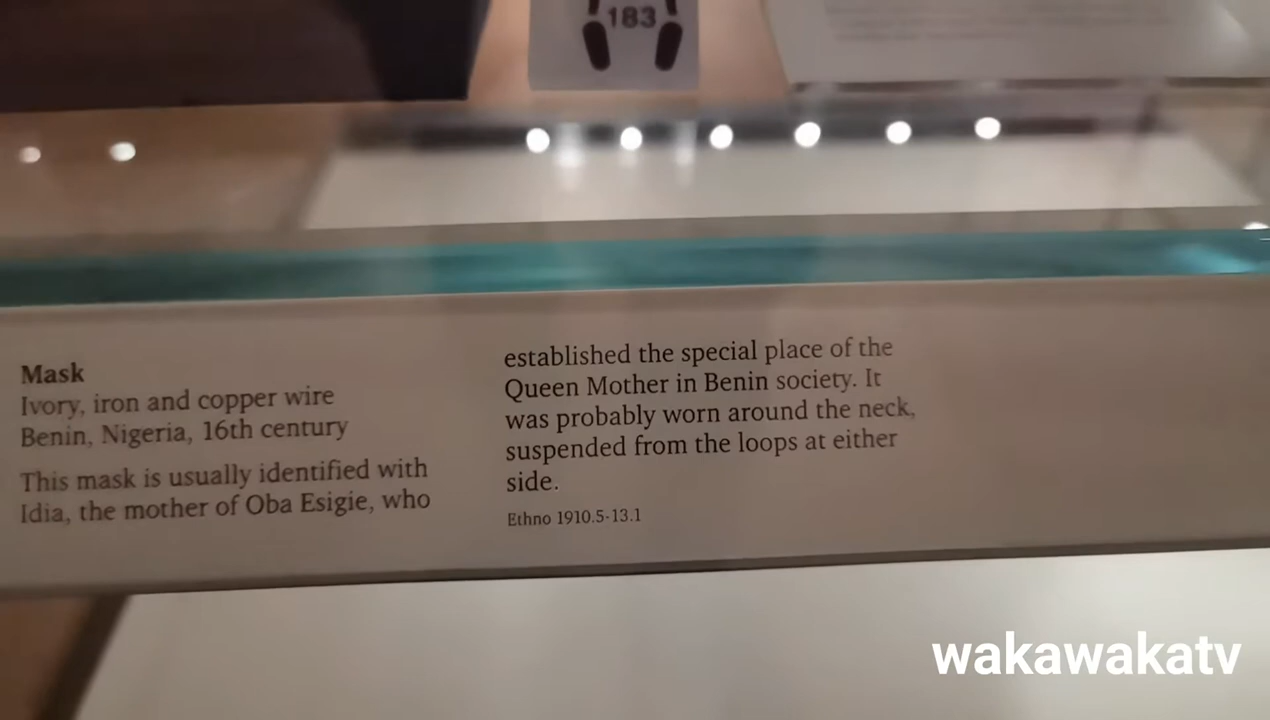 183
Mask
Ivory, iron and copper wire
Benin, Nigeria, 16th century
This mask is usually identified with
Idia, the mother of Oba Esigie, who
established the special place of the
Queen Mother in Benin society. It
was probably worn around the neck,
suspended from the loops at either
side.
Ethno 1910.5-13.1
wakawakatv